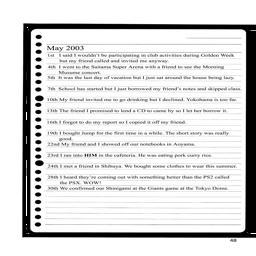 May 2003
1st I said I wouldn't be participating in club activities during Golden Week
but my friend called and invited me anyway.
4th I went to the Saitama Super Arena with a friend to see the Morning
Musume concert.
5th It was the last day of vacation but I just sat around the house being lazy.
7th School has started but I just borrowed my friend's notes and skipped class.
10th My friend invited me to go drinking but I declined. Yokohama is too far.
13th The friend I promised to lend a CD to came by so I let her borrow it.
16th I forgot to do my report so I copied it off my friend.
19th I bought Jump for the first time in a while. The short story was really
good.
22nd My friend and I showed off our notebooks in Aoyama.
23rd I ran into HIM in the cafeteria. He was eating pork curry rice.
24th I met a friend in Shibuya. We bought some clothes to wear this summer.
28th I heard they're coming out with something better than the PS2 called
the PSX. WOW!
30th We confirmed our Shinigami at the Giants game at the Tokyo Dome.
48